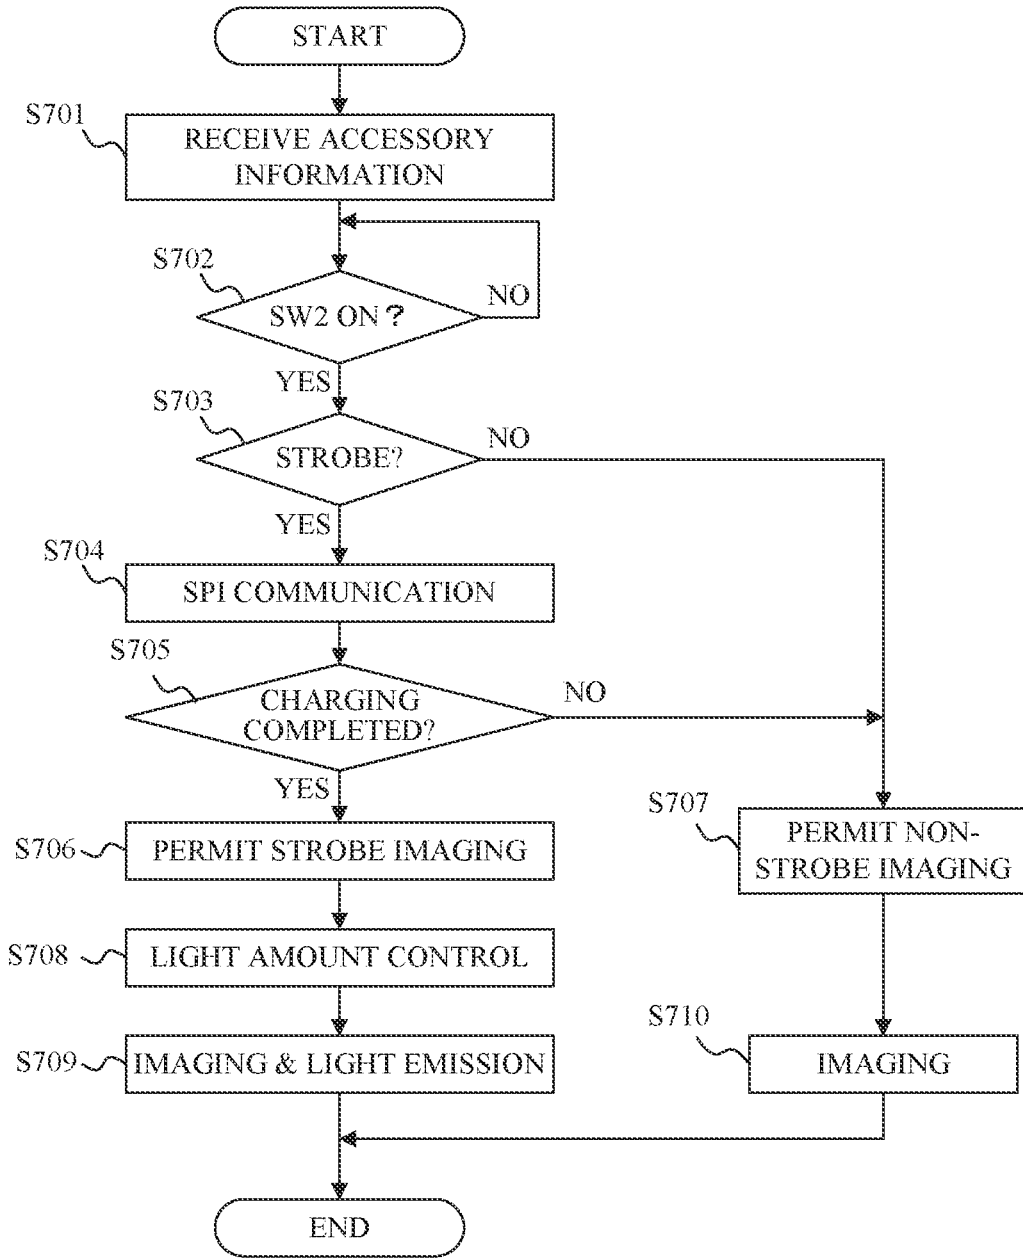 START
S701
RECEIVE ACCESSORY
INFORMATION
S702
SW2 ON?
NO
YES
S703
STROBE?
NO
YES
S704
SPI COMMUNICATION
S705
CHARGING
COMPLETED?
NO
YES
S706
PERMIT STROBE IMAGING
S707
PERMIT NON-
STROBE IMAGING
S708
LIGHT AMOUNT CONTROL
S709
IMAGING & LIGHT EMISSION
S710
IMAGING
END